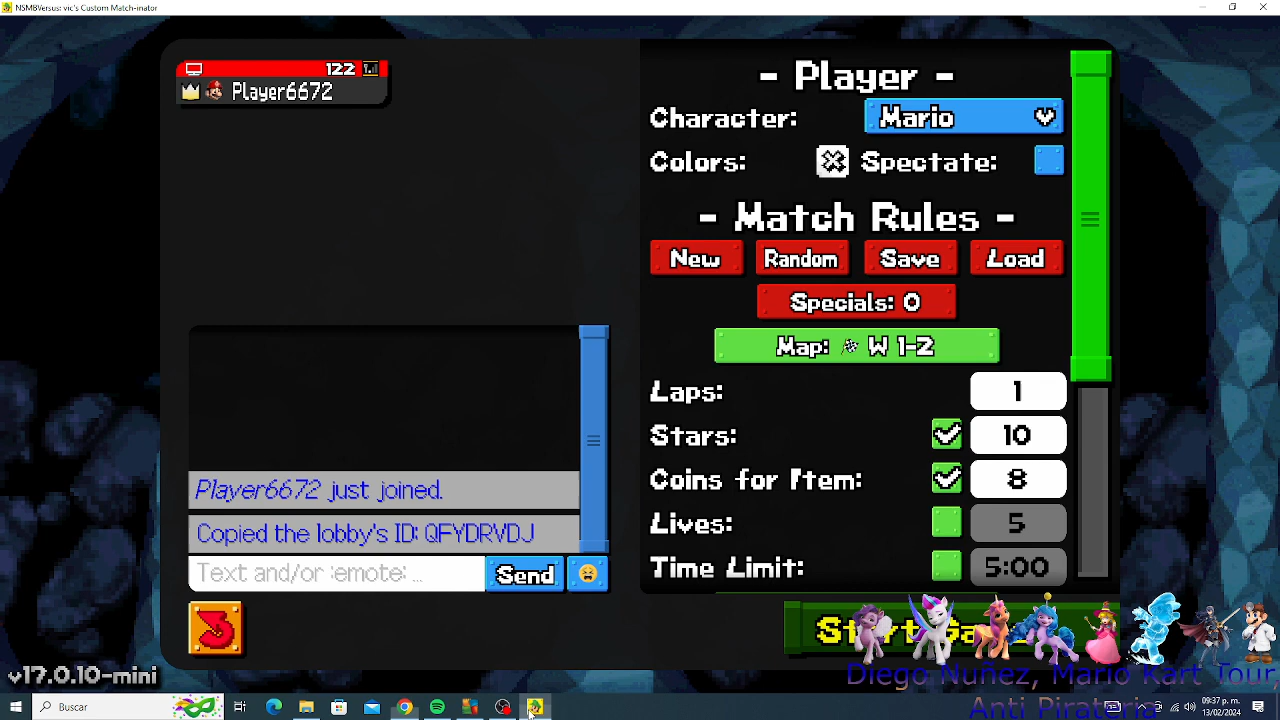 NSMBVersus: vic's Custom Match-inator
122
Player6672
- Player -
Character: Mario
Colors: Spectate:
- Match Rules -
New Random Save Load
Specials: 0
Map: W 1-2
Laps: 1
Stars: 10
Coins for Item: 8
Lives: 5
Time Limit: 5:00
Player6672 just joined.
Copied the lobby's ID: QFYDRVDJ
Text and/or :emote: ...
Send
v17.0.10-mini
Diego Nuñez, Mario Kart Tour,
Anti Pirateria
Buscar
09:37 p. m.
13/02/2024